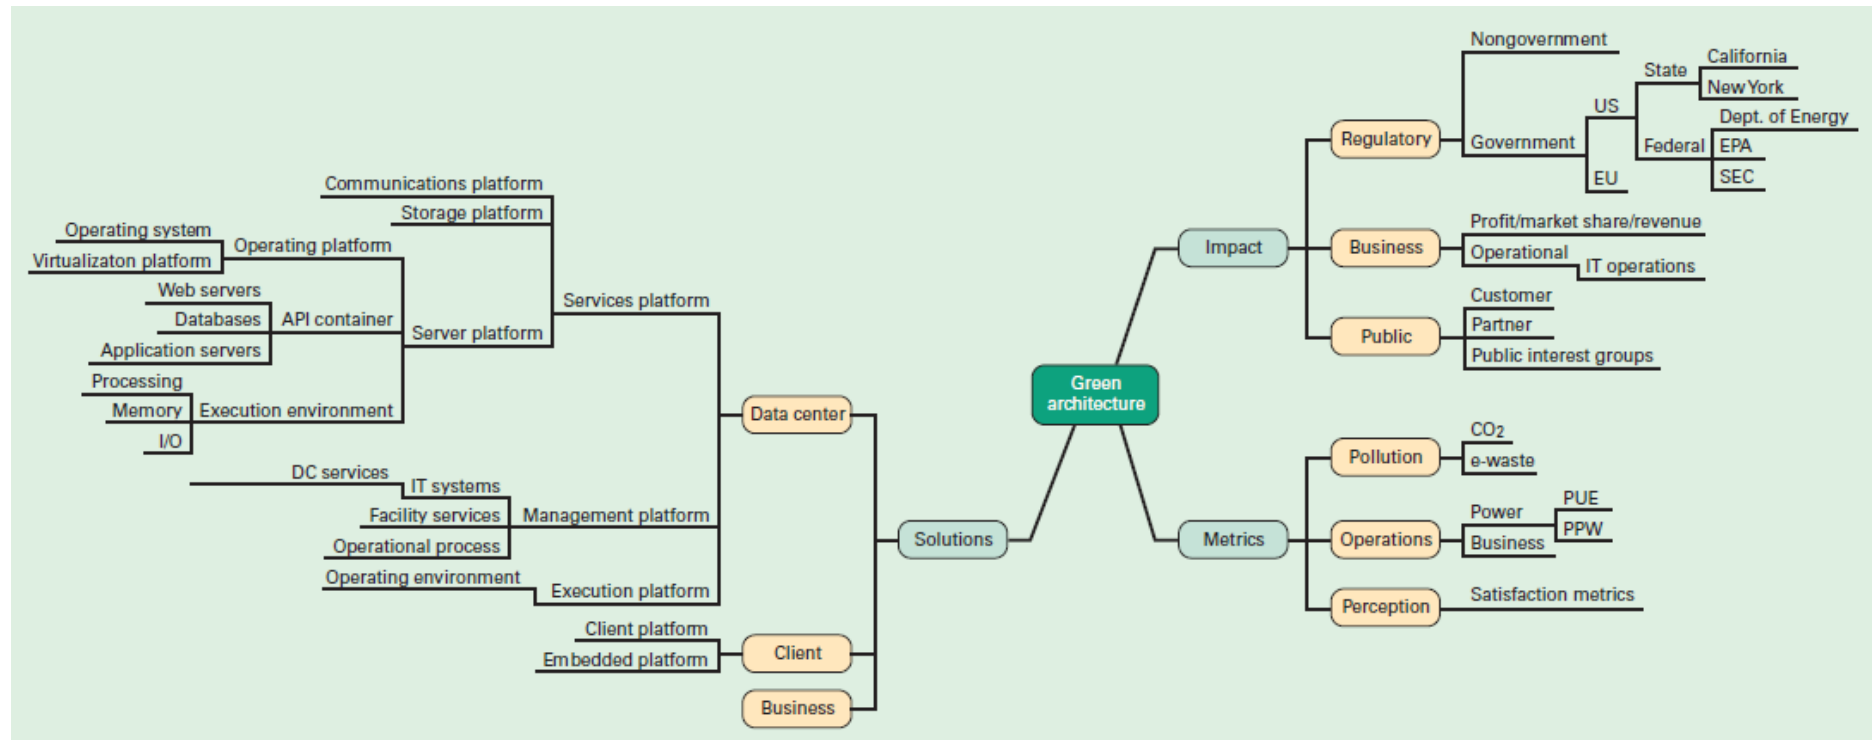 Nongovernment
California
State
New York
US
Dept. of Energy
Regulatory
Government
Federal
EPA
EU
SEC
Communications platform
Storage platform
Operating system
Operating platform
Virtualizaton platform
Profit/market share/revenue
Impact
Business
Operational
IT operations
Web servers
Services platform
Databases
API container
Server platform
Application servers
Customer
Public
Partner
Public interest groups
Processing
Memory
Execution environment
I/O
Green
architecture
Data center
CO2
Pollution
e-waste
DC services
IT systems
Facility services
Management platform
Operational process
Solutions
Metrics
Operations
Power
PUE
PPW
Business
Operating environment
Execution platform
Perception
Satisfaction metrics
Client platform
Embedded platform
Client
Business